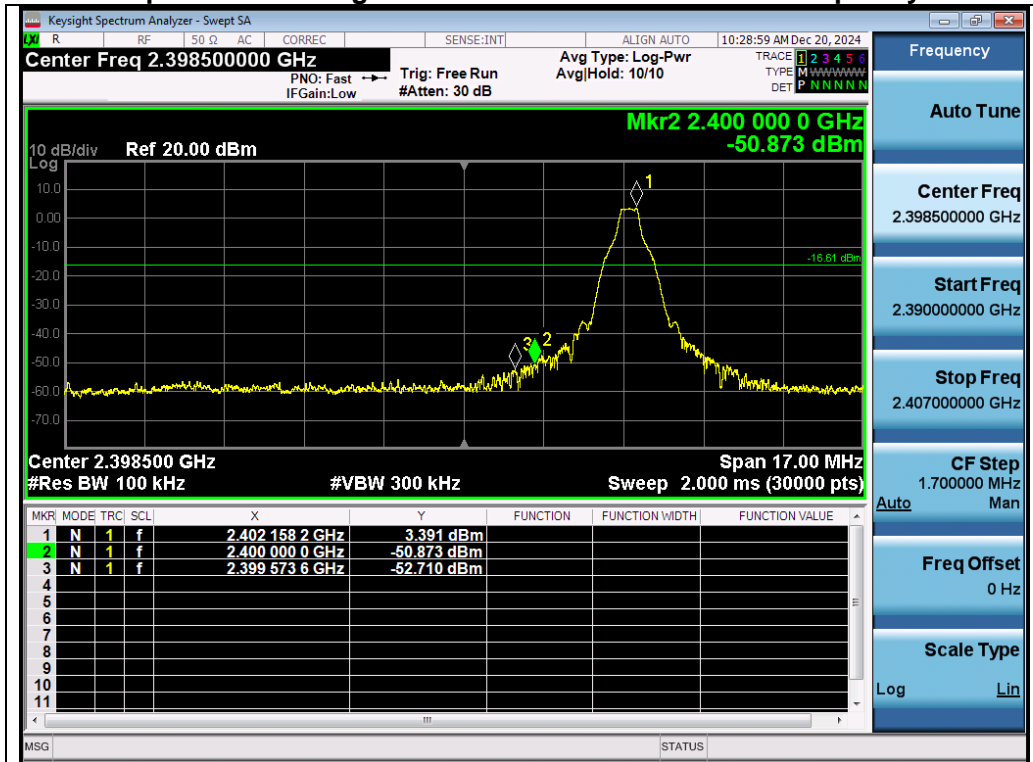 Keysight Spectrum Analyzer - Swept SA
LXI R RF 50 Ω AC CORREC SENSE:INT ALIGN AUTO 10:28:59 AM Dec 20, 2024
Center Freq 2.398500000 GHz
PNO: Fast
IFGain:Low
Trig: Free Run
#Atten: 30 dB
Avg Type: Log-Pwr
Avg|Hold: 10/10
TRACE 1 2 3 4 5 6
TYPE M WWWWW
DET P N N N N N
Mkr2 2.400 000 0 GHz
-50.873 dBm
10 dB/div Ref 20.00 dBm
Log
10.0
0.00
-10.0
-20.0
-30.0
-40.0
-50.0
-60.0
-70.0
1
-16.61 dBm
3 2
Center 2.398500 GHz Span 17.00 MHz
#Res BW 100 kHz #VBW 300 kHz Sweep 2.000 ms (30000 pts)
MKR MODE TRC SCL X Y FUNCTION FUNCTION WIDTH FUNCTION VALUE
1 N 1 f 2.402 158 2 GHz 3.391 dBm
2 N 1 f 2.400 000 0 GHz -50.873 dBm
3 N 1 f 2.399 573 6 GHz -52.710 dBm
4
5
6
7
8
9
10
11
MSG STATUS
Frequency
Auto Tune
Center Freq
2.398500000 GHz
Start Freq
2.390000000 GHz
Stop Freq
2.407000000 GHz
CF Step
1.700000 MHz
Auto Man
Freq Offset
0 Hz
Scale Type
Log Lin